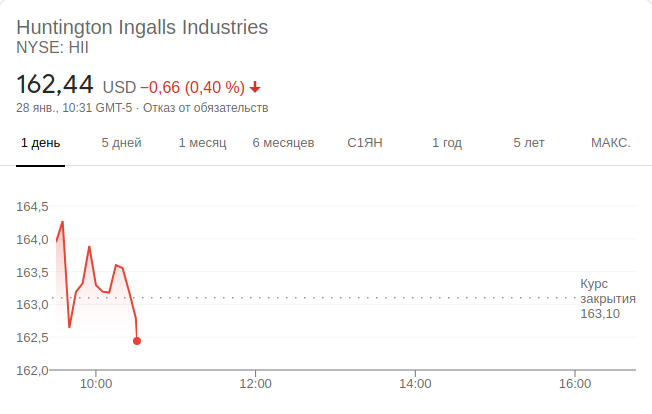 Huntington Ingalls Industries
NYSE: HII
162,44 USD −0,66 (0,40 %)
28 янв., 10:31 GMT-5 · Отказ от обязательств
1 день 5 дней 1 месяц 6 месяцев С1ЯН 1 год 5 лет МАКС.
164,5
164,0
163,5
163,0
162,5
162,0
Курс
закрытия
163,10
10:00 12:00 14:00 16:00